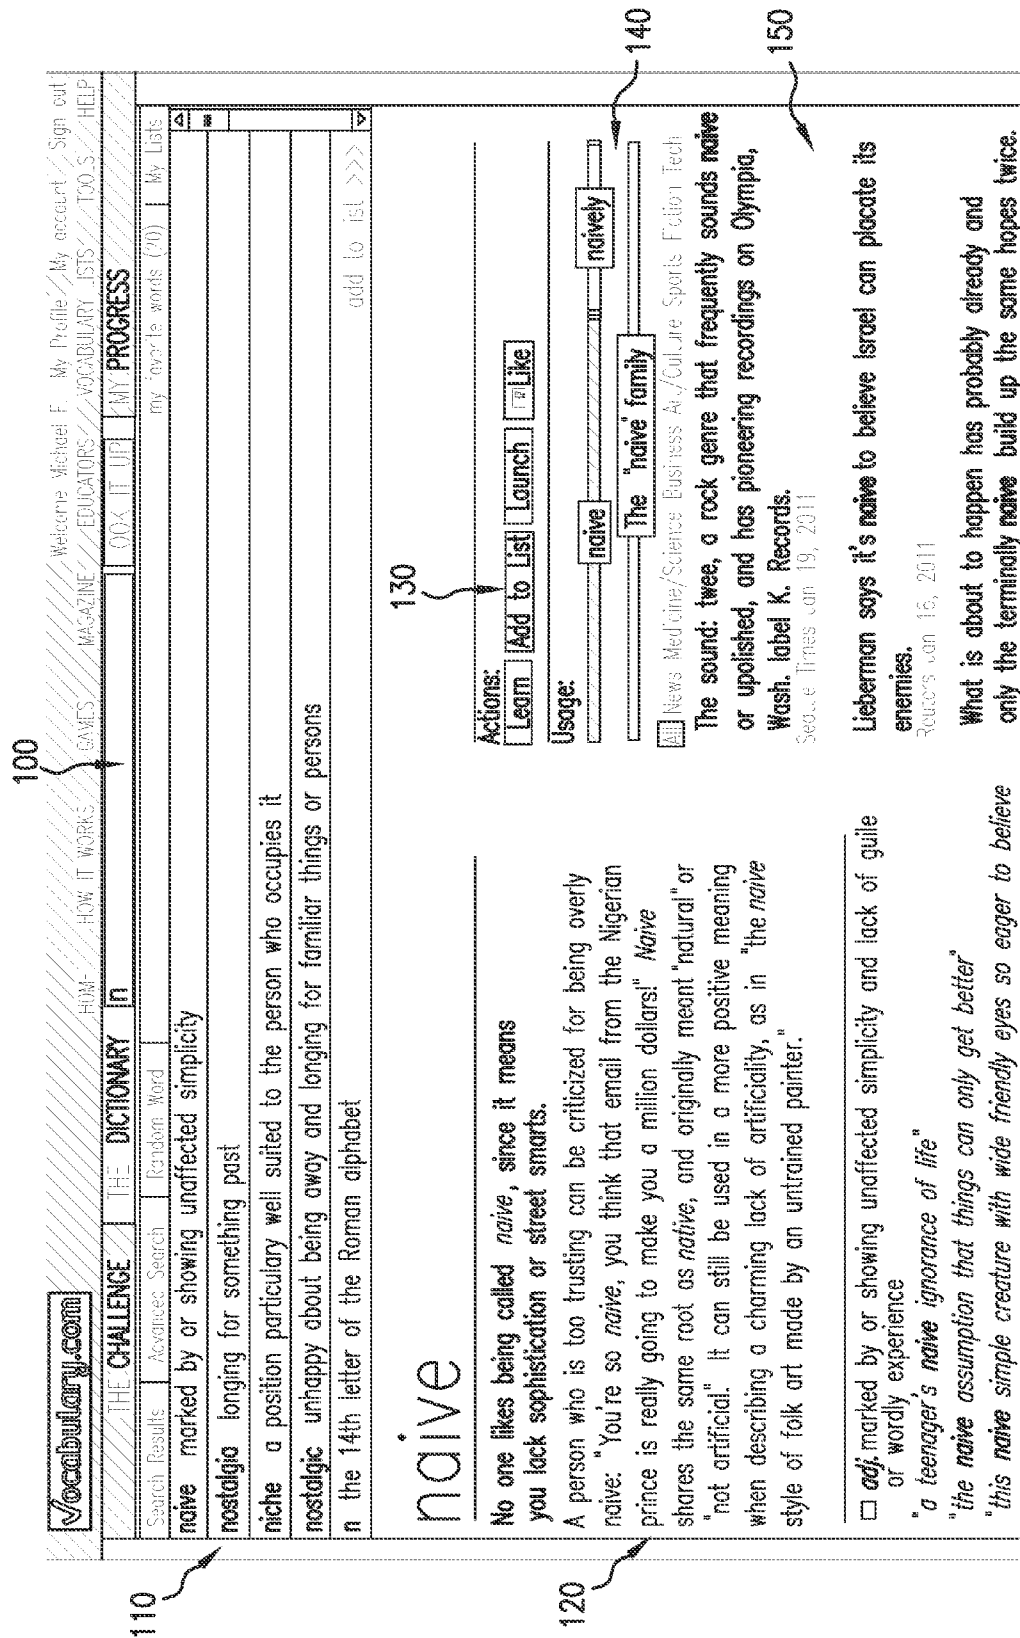 Vocabulary.com
Welcome Michael F. My Profile / My account / Sign out
HOW IT WORKS / GAMES / MAGAZINE / EDUCATORS / VOCABULARY LISTS / TOOLS / HELP
THE CHALLENGE THE DICTIONARY n MY PROGRESS
100
Search Results Advanced Search Random Word my favorite words (20) My Lists
naive marked by or showing unaffected simplicity
nostalgia longing for something past
niche a position particulary well suited to the person who occupies it
nostalgic unhappy about being away and longing for familiar things or persons
n the 14th letter of the Roman alphabet
add to list >>>
110
naive
No one likes being called naive, since it means
you lack sophistication or street smarts.
A person who is too trusting can be criticized for being overly
naive: "You're so naive, you think that email from the Nigerian
prince is really going to make you a million dollars!" Naive
shares the same root as native, and originally meant "natural" or
"not artificial." It can still be used in a more positive meaning
when describing a charming lack of artificiality, as in "the naive
style of folk art made by an untrained painter."
120
adj, marked by or showing unaffected simplicity and lack of guile
or wordly experience
"a teenager's naive ignorance of life"
"the naive assumption that things can only get better"
"this naive simple creature with wide friendly eyes so eager to believe
130
Actions:
Learn Add to List Launch Like
Usage:
naive naively
The "naive" family
140
All News Medicine/Science Business Art/Culture Sports Fiction Tech
The sound: twee, a rock genre that frequently sounds naive
or upolished, and has pioneering recordings on Olympia,
Wash. label K. Records.
Seattle Times Jan 19, 2011
150
Lieberman says it's naive to believe Israel can placate its
enemies.
Reuters Jan 16, 2011
What is about to happen has probably already and
only the terminally naive build up the same hopes twice.